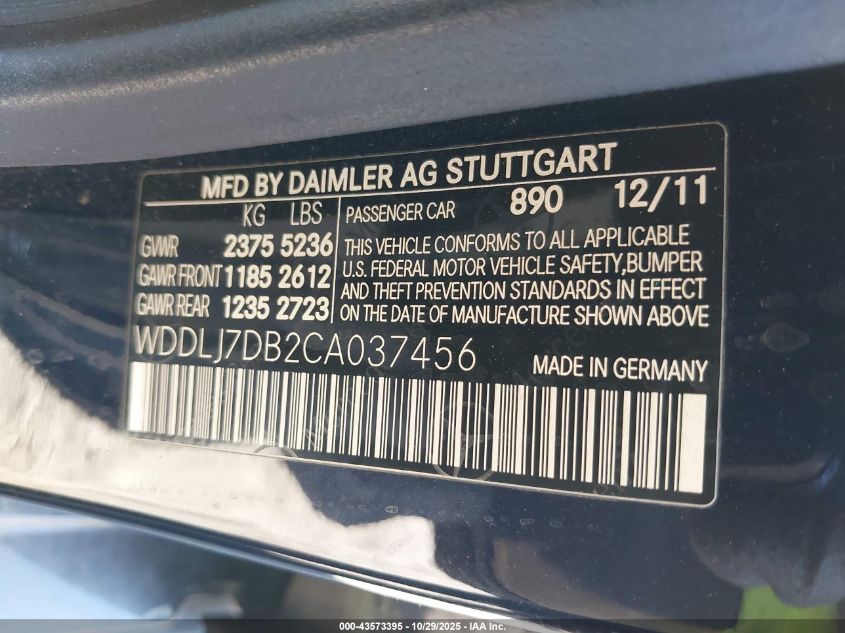 MFD BY DAIMLER AG STUTTGART
KG LBS
GVWR 2375 5236
GAWR FRONT 1185 2612
GAWR REAR 1235 2723
PASSENGER CAR 890 12/11
THIS VEHICLE CONFORMS TO ALL APPLICABLE
U.S. FEDERAL MOTOR VEHICLE SAFETY,BUMPER
AND THEFT PREVENTION STANDARDS IN EFFECT
ON THE DATE OF MANUFACTURE SHOWN ABOVE
WDDLJ7DB2CA037456 MADE IN GERMANY
000-43573395 - 10/29/2025 - IAA Inc.